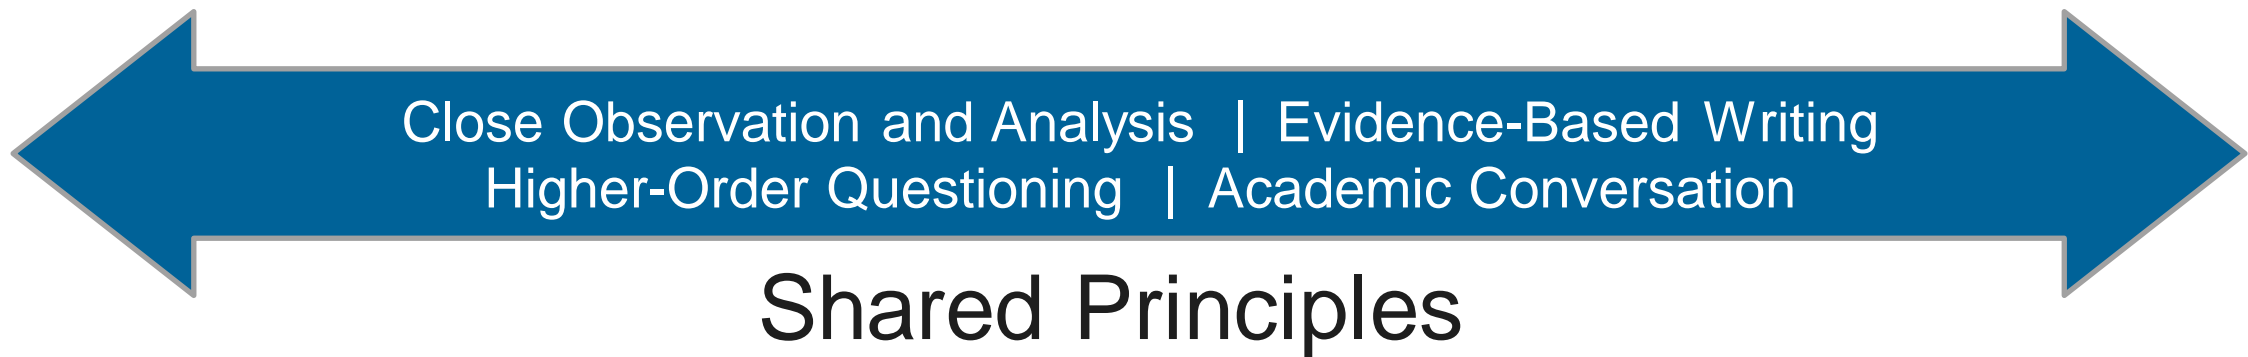 Close Observation and Analysis | Evidence-Based Writing
Higher-Order Questioning | Academic Conversation
Shared Principles